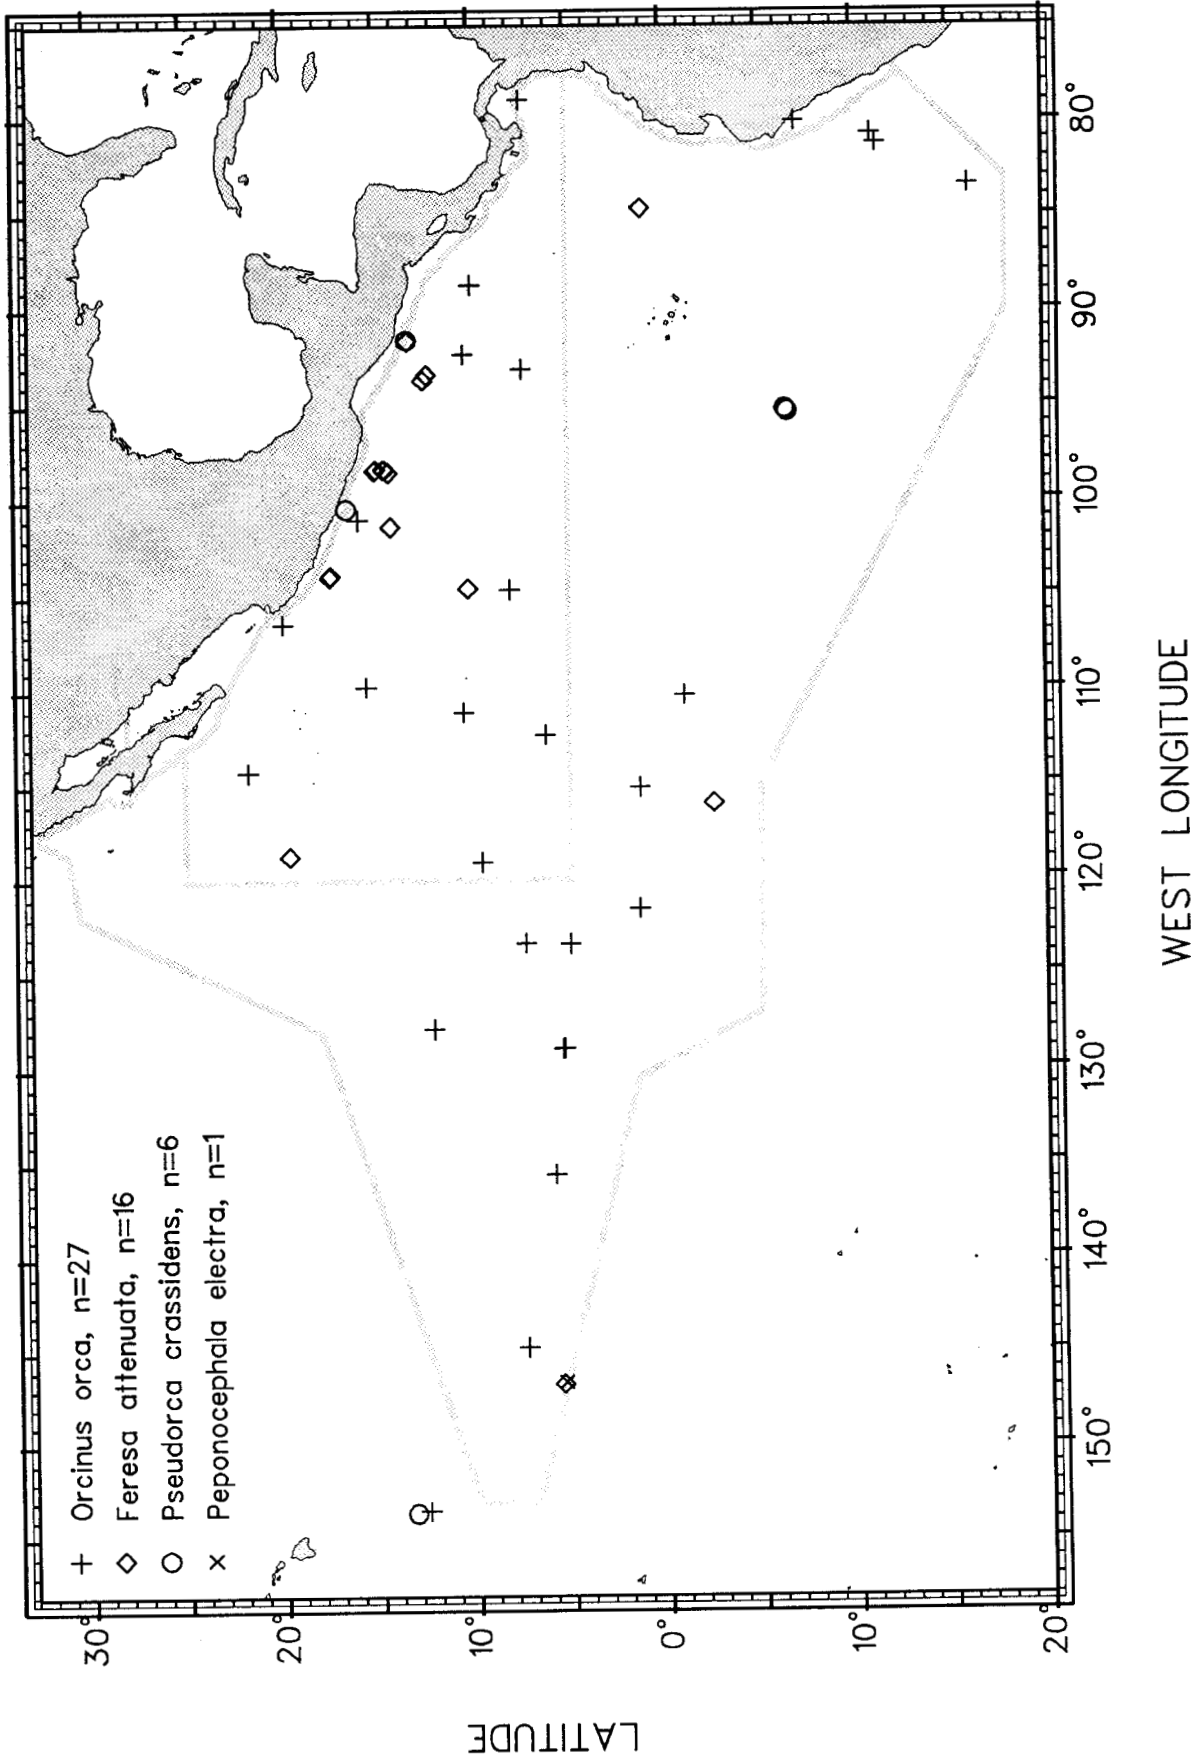 + Orcinus orca, n=27
◇ Feresa attenuata, n=16
○ Pseudorca crassidens, n=6
× Peponocephala electra, n=1
30°
20°
10°
0°
10°
20°
LATITUDE
150°
140°
130°
120°
110°
100°
90°
80°
WEST LONGITUDE